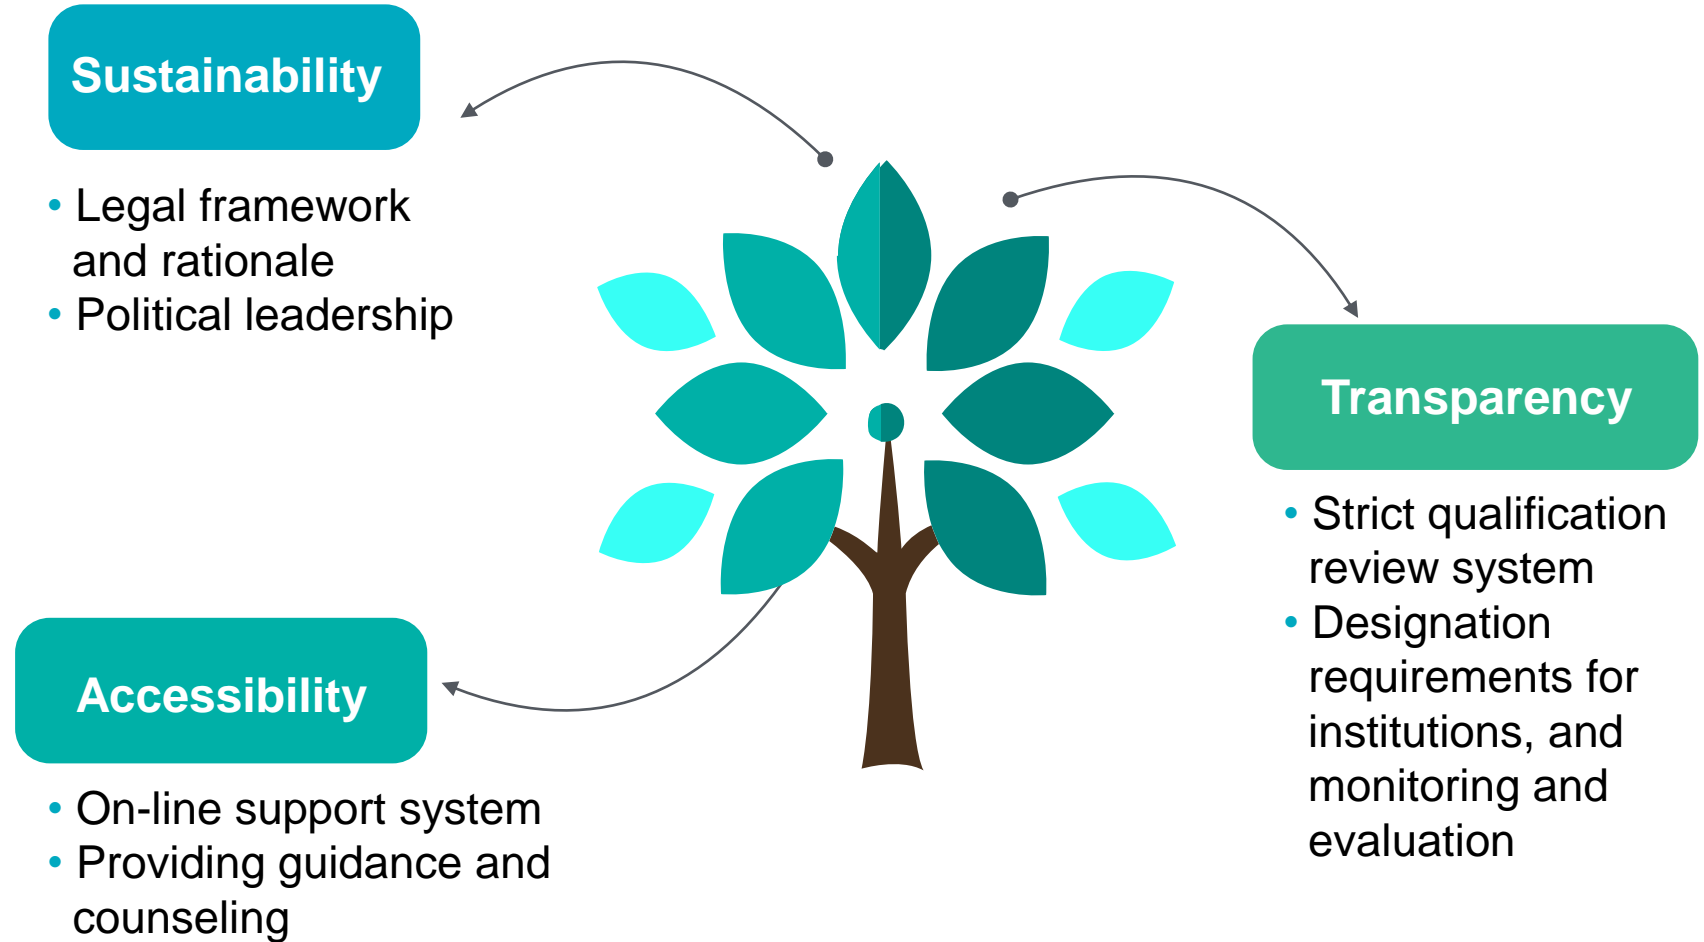 Sustainability
• Legal framework
and rationale
• Political leadership
Transparency
• Strict qualification
review system
• Designation
requirements for
institutions, and
monitoring and
evaluation
Accessibility
• On-line support system
• Providing guidance and
counseling